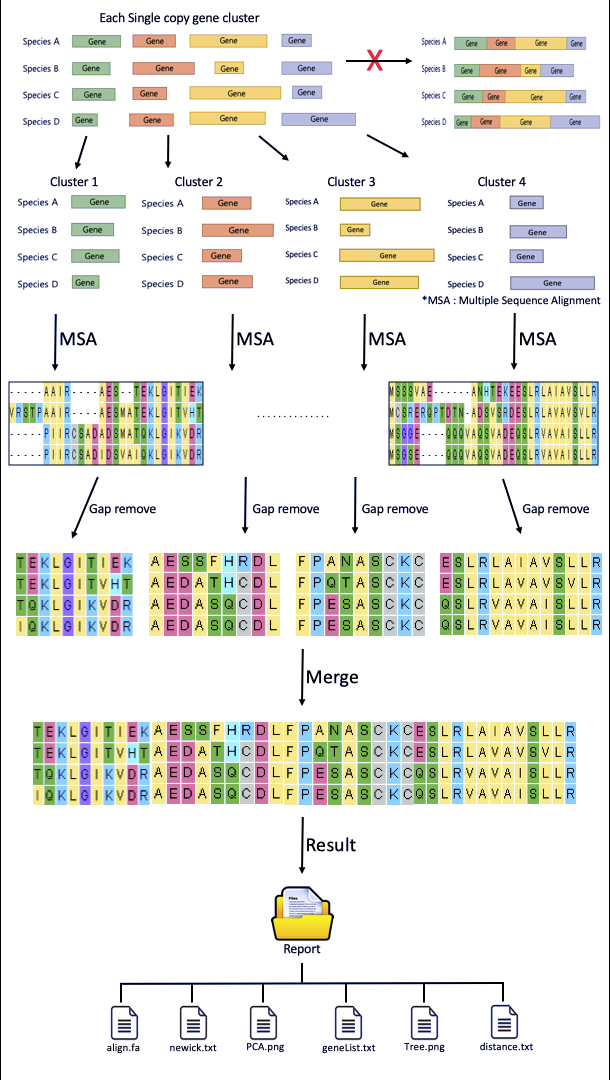 Each Single copy gene cluster
Species A Gene Gene Gene Gene
Species B Gene Gene Gene Gene
Species C Gene Gene Gene Gene
Species D Gene Gene Gene Gene
X
Species A Gene Gene Gene Gene
Species B Gene Gene Gene Gene
Species C Gene Gene Gene Gene
Species D Gene Gene Gene Gene
Cluster 1
Species A Gene
Species B Gene
Species C Gene
Species D Gene
Cluster 2
Species A Gene
Species B Gene
Species C Gene
Species D Gene
Cluster 3
Species A Gene
Species B Gene
Species C Gene
Species D Gene
Cluster 4
Species A Gene
Species B Gene
Species C Gene
Species D Gene
*MSA : Multiple Sequence Alignment
MSA MSA MSA MSA
-----AAIR----AES--TEKLGITIEK
VRSTPAAIR----AESMATEKLGITVHT
-----PIIRCSADADSMATQKLGIKVDR
-----PIIRCSADIDSVAIQKLGIKVDR
..............
MSSSVAE-----ANHTEKEESLRLAIAVSLLR
MCSRERQPTDTN-ADSVSRDESLRLAVAVSVLR
MSGGE----QQQVAQSVADEQSLRVAVAISLLR
MSGSE----QQQVAQSVADEQSLRVAVAISLLR
Gap remove Gap remove Gap remove Gap remove
TEKLGITIEK
TEKLGITVHT
TQKLGIKVDR
IQKLGIKVDR
AESSFHRDL
AEDATHCDL
AEDASQCDL
AEDASQCDL
FPANASCKC
FPQTASCKC
FPESASCKC
FPESASCKC
ESLRLAIAVSLLR
ESLRLAVAVSVLR
QSLRVAVAISLLR
QSLRVAVAISLLR
Merge
TEKLGITIEKAESSFHRDLFPANASCKCESLRLAIAVSLLR
TEKLGITVHTAEDATHCDLFPQTASCKCESLRLAVAVSVLR
TQKLGIKVDRAEDASQCDLFPESASCKCQSLRVAVAISLLR
IQKLGIKVDRAEDASQCDLFPESASCKCQSLRVAVAISLLR
Result
Files
Report
align.fa newick.txt PCA.png geneList.txt Tree.png distance.txt